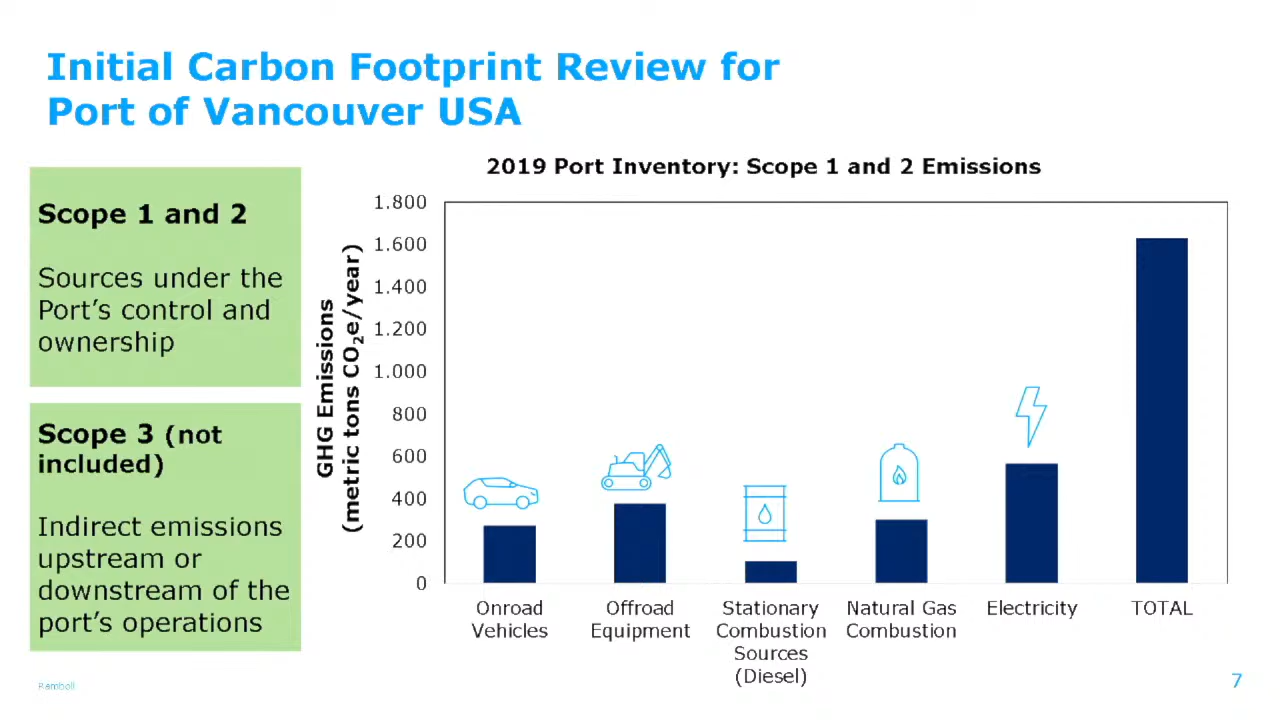 Initial Carbon Footprint Review for
Port of Vancouver USA
Scope 1 and 2
Sources under the
Port's control and
ownership
Scope 3 (not
included)
Indirect emissions
upstream or
downstream of the
port's operations
2019 Port Inventory: Scope 1 and 2 Emissions
GHG Emissions
(metric tons CO₂e/year)
1.800
1.600
1.400
1.200
1.000
800
600
400
200
0
Onroad
Vehicles
Offroad
Equipment
Stationary
Combustion
Sources
(Diesel)
Natural Gas
Combustion
Electricity
TOTAL
Ramboll
7